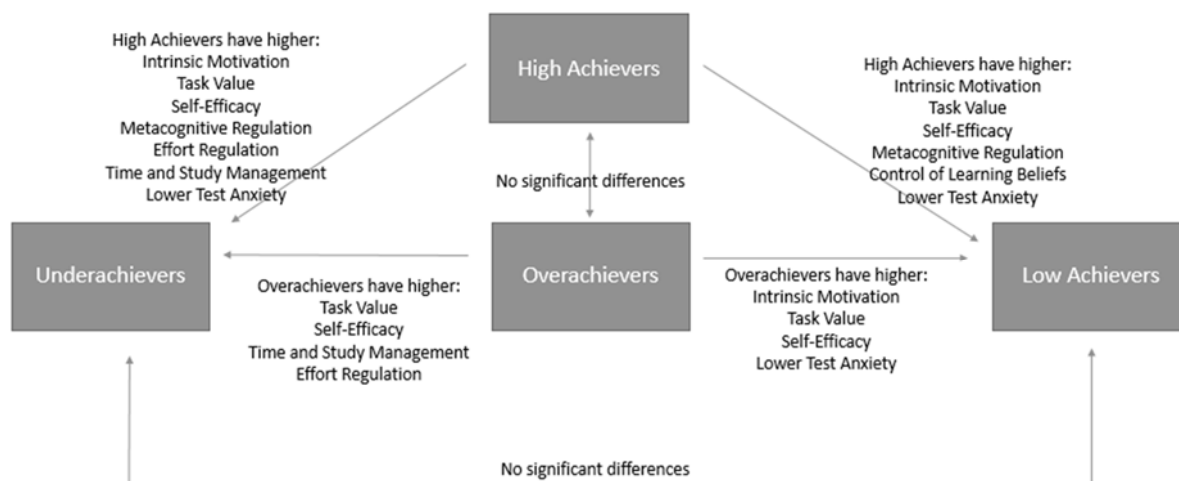 High Achievers have higher:
Intrinsic Motivation
Task Value
Self-Efficacy
Metacognitive Regulation
Effort Regulation
Time and Study Management
Lower Test Anxiety
High Achievers
High Achievers have higher:
Intrinsic Motivation
Task Value
Self-Efficacy
Metacognitive Regulation
Control of Learning Beliefs
Lower Test Anxiety
No significant differences
Underachievers
Overachievers have higher:
Task Value
Self-Efficacy
Time and Study Management
Effort Regulation
Overachievers
Overachievers have higher:
Intrinsic Motivation
Task Value
Self-Efficacy
Lower Test Anxiety
Low Achievers
No significant differences